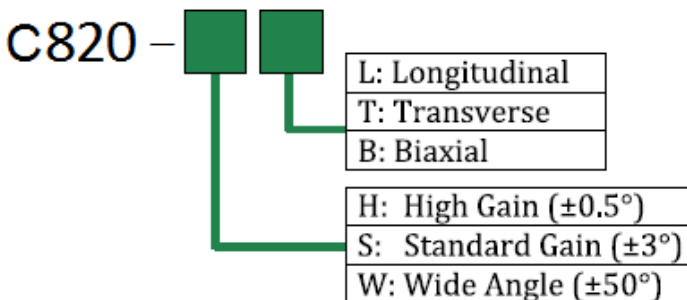 C820 –
L: Longitudinal
T: Transverse
B: Biaxial
H: High Gain (±0.5°)
S: Standard Gain (±3°)
W: Wide Angle (±50°)